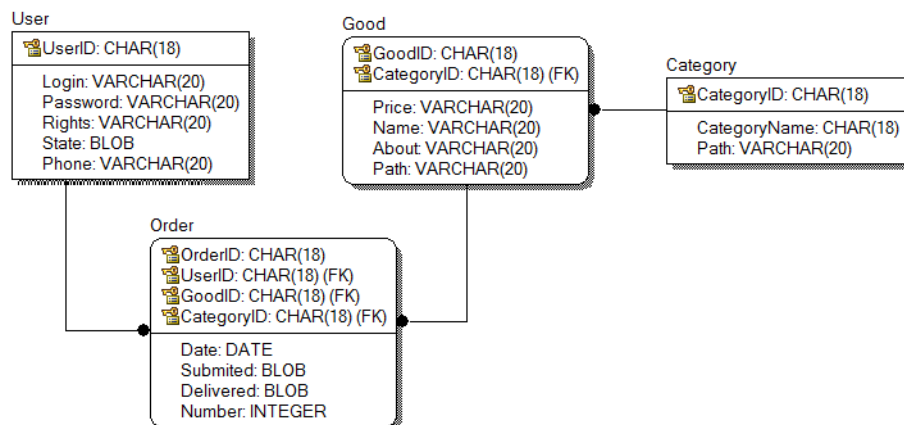 User
UserID: CHAR(18)
Login: VARCHAR(20)
Password: VARCHAR(20)
Rights: VARCHAR(20)
State: BLOB
Phone: VARCHAR(20)
Good
GoodID: CHAR(18)
CategoryID: CHAR(18) (FK)
Price: VARCHAR(20)
Name: VARCHAR(20)
About: VARCHAR(20)
Path: VARCHAR(20)
Category
CategoryID: CHAR(18)
CategoryName: CHAR(18)
Path: VARCHAR(20)
Order
OrderID: CHAR(18)
UserID: CHAR(18) (FK)
GoodID: CHAR(18) (FK)
CategoryID: CHAR(18) (FK)
Date: DATE
Submited: BLOB
Delivered: BLOB
Number: INTEGER